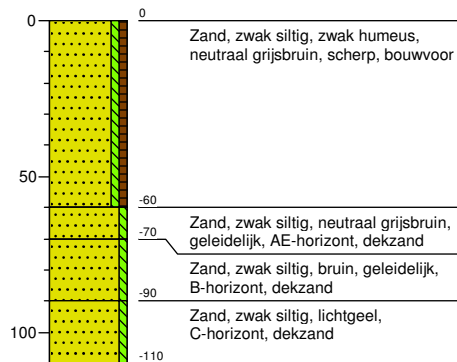 0
0
Zand, zwak siltig, zwak humeus,
neutraal grijsbruin, scherp, bouwvoor
50
-60
Zand, zwak siltig, neutraal grijsbruin,
geleidelijk, AE-horizont, dekzand
-70
Zand, zwak siltig, bruin, geleidelijk,
B-horizont, dekzand
-90
Zand, zwak siltig, lichtgeel,
C-horizont, dekzand
100
-110